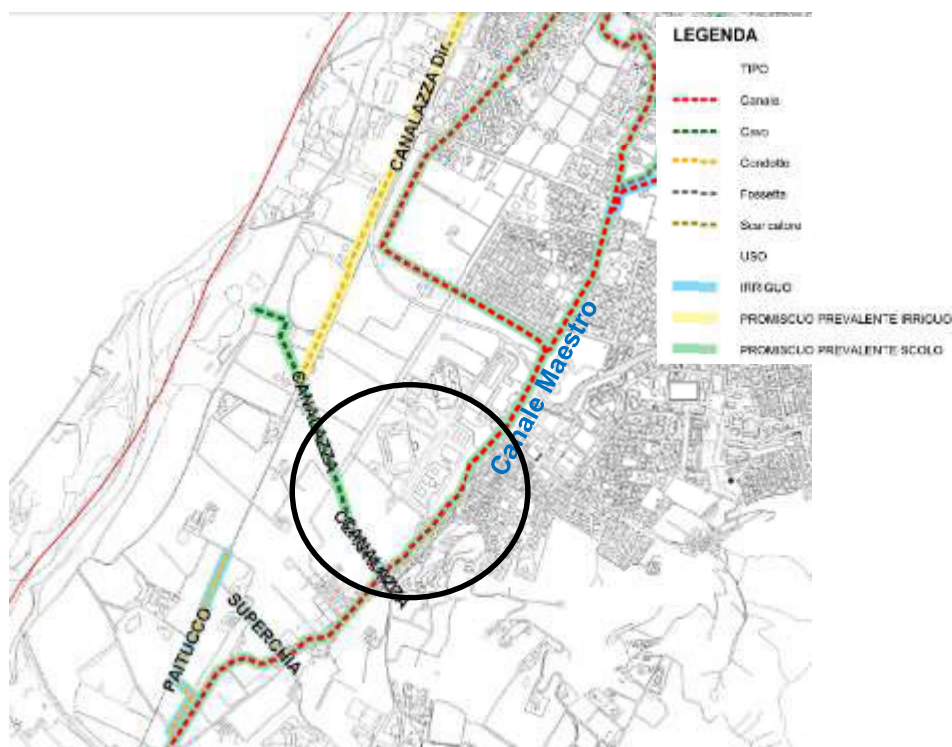 LEGENDA
TIPO
Canale
Cavo
Condotto
Fossetta
Scaricatore
USO
IRRIGUO
PROMISCUO PREVALENTE IRRIGUO
PROMISCUO PREVALENTE SCOLO
CANALAZZA Dir.
Canale Maestro
CANALAZZA
CANALAZZA
SUPERCHIA
PAITUCCO